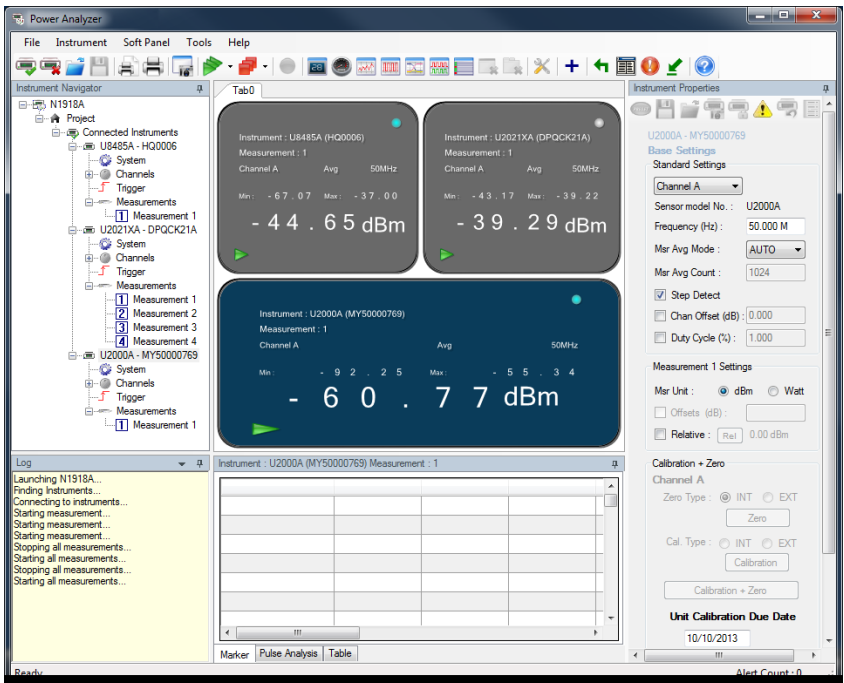 Power Analyzer
File Instrument Soft Panel Tools Help
Instrument Navigator
N1918A
Project
Connected Instruments
U8485A - HQ0006
System
Channels
Trigger
Measurements
1 Measurement 1
U2021XA - DPQCK21A
System
Channels
Trigger
Measurements
1 Measurement 1
2 Measurement 2
3 Measurement 3
4 Measurement 4
U2000A - MY50000769
System
Channels
Trigger
Measurements
1 Measurement 1
Tab0
Instrument : U8485A (HQ0006)
Measurement : 1
Channel A Avg 50MHz
Min : - 67.07 Max : - 37.00
- 44.65 dBm
Instrument : U2021XA (DPQCK21A)
Measurement : 1
Channel A Avg 50MHz
Min : - 43.17 Max : - 39.22
- 39.29 dBm
Instrument : U2000A (MY50000769)
Measurement : 1
Channel A Avg 50MHz
Min : - 92.25 Max : - 55.34
- 60.77 dBm
Instrument Properties
U2000A - MY50000769
Base Settings
Standard Settings
Channel A
Sensor model No. : U2000A
Frequency (Hz) : 50.000 M
Msr Avg Mode : AUTO
Msr Avg Count : 1024
Step Detect
Chan Offset (dB) : 0.000
Duty Cycle (%) : 1.000
Measurement 1 Settings
Msr Unit : dBm Watt
Offsets (dB) :
Relative : Rel 0.00 dBm
Calibration + Zero
Channel A
Zero Type : INT EXT
Zero
Cal. Type : INT EXT
Calibration
Calibration + Zero
Unit Calibration Due Date
10/10/2013
Log
Launching N1918A...
Finding Instruments...
Connecting to instruments...
Starting measurement...
Starting measurement...
Starting measurement...
Stopping all measurements...
Starting all measurements...
Stopping all measurements...
Starting all measurements...
Instrument : U2000A (MY50000769) Measurement : 1
Marker Pulse Analysis Table
Ready Alert Count : 0